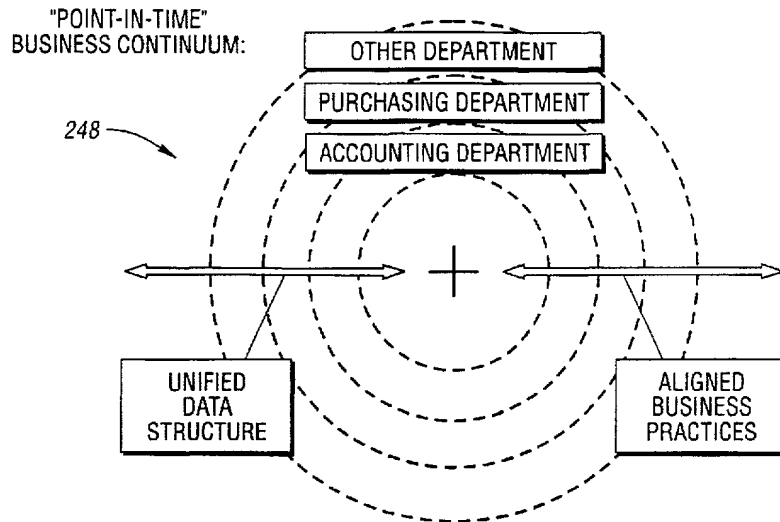 "POINT-IN-TIME"
BUSINESS CONTINUUM:
OTHER DEPARTMENT
PURCHASING DEPARTMENT
248
ACCOUNTING DEPARTMENT
UNIFIED
DATA
STRUCTURE
ALIGNED
BUSINESS
PRACTICES